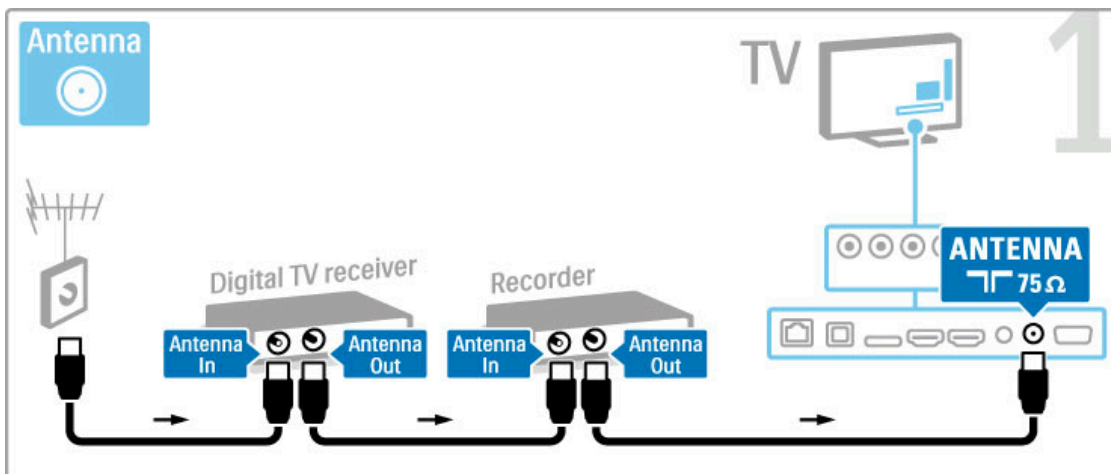 Antenna
TV
1
ANTENNA
75 Ω
Digital TV receiver
Recorder
Antenna
In
Antenna
Out
Antenna
In
Antenna
Out